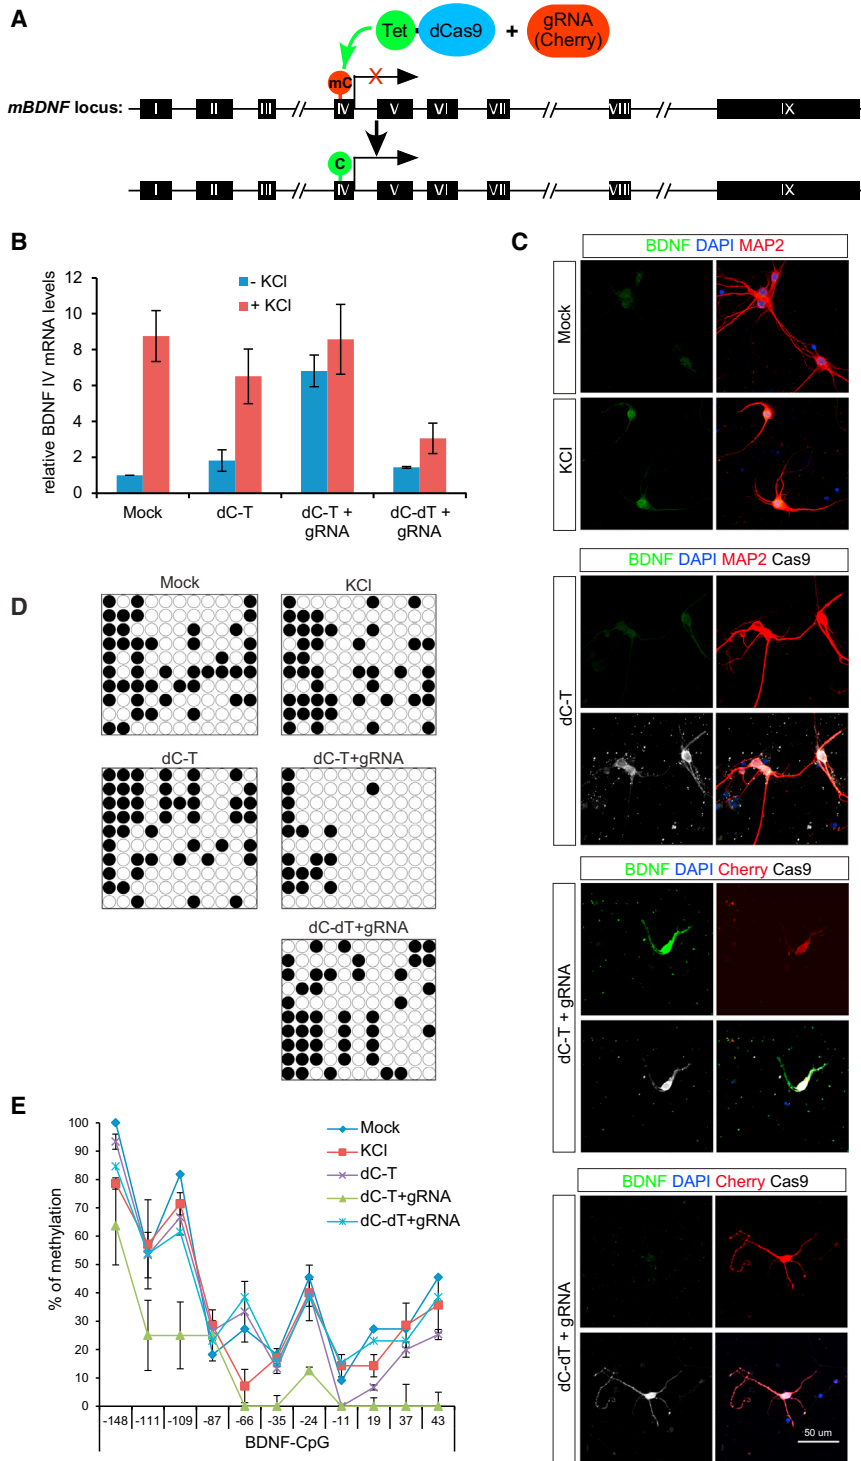 A
Tet
dCas9
+
gRNA
(Cherry)
mC
X
mBDNF locus:
I II III IV V VI VII VIII IX
C
I II III IV V VI VII VIII IX
B
relative BDNF IV mRNA levels
12
10
8
6
4
2
0
- KCl
+ KCl
Mock
dC-T
dC-T +
gRNA
dC-dT +
gRNA
C
BDNF DAPI MAP2
Mock
KCl
BDNF DAPI MAP2 Cas9
dC-T
BDNF DAPI Cherry Cas9
dC-T + gRNA
BDNF DAPI Cherry Cas9
dC-dT + gRNA
50 um
D
Mock
KCl
dC-T
dC-T+gRNA
dC-dT+gRNA
E
% of methylation
100
90
80
70
60
50
40
30
20
10
0
Mock
KCl
dC-T
dC-T+gRNA
dC-dT+gRNA
-148 -111 -109 -87 -66 -35 -24 -11 19 37 43
BDNF-CpG